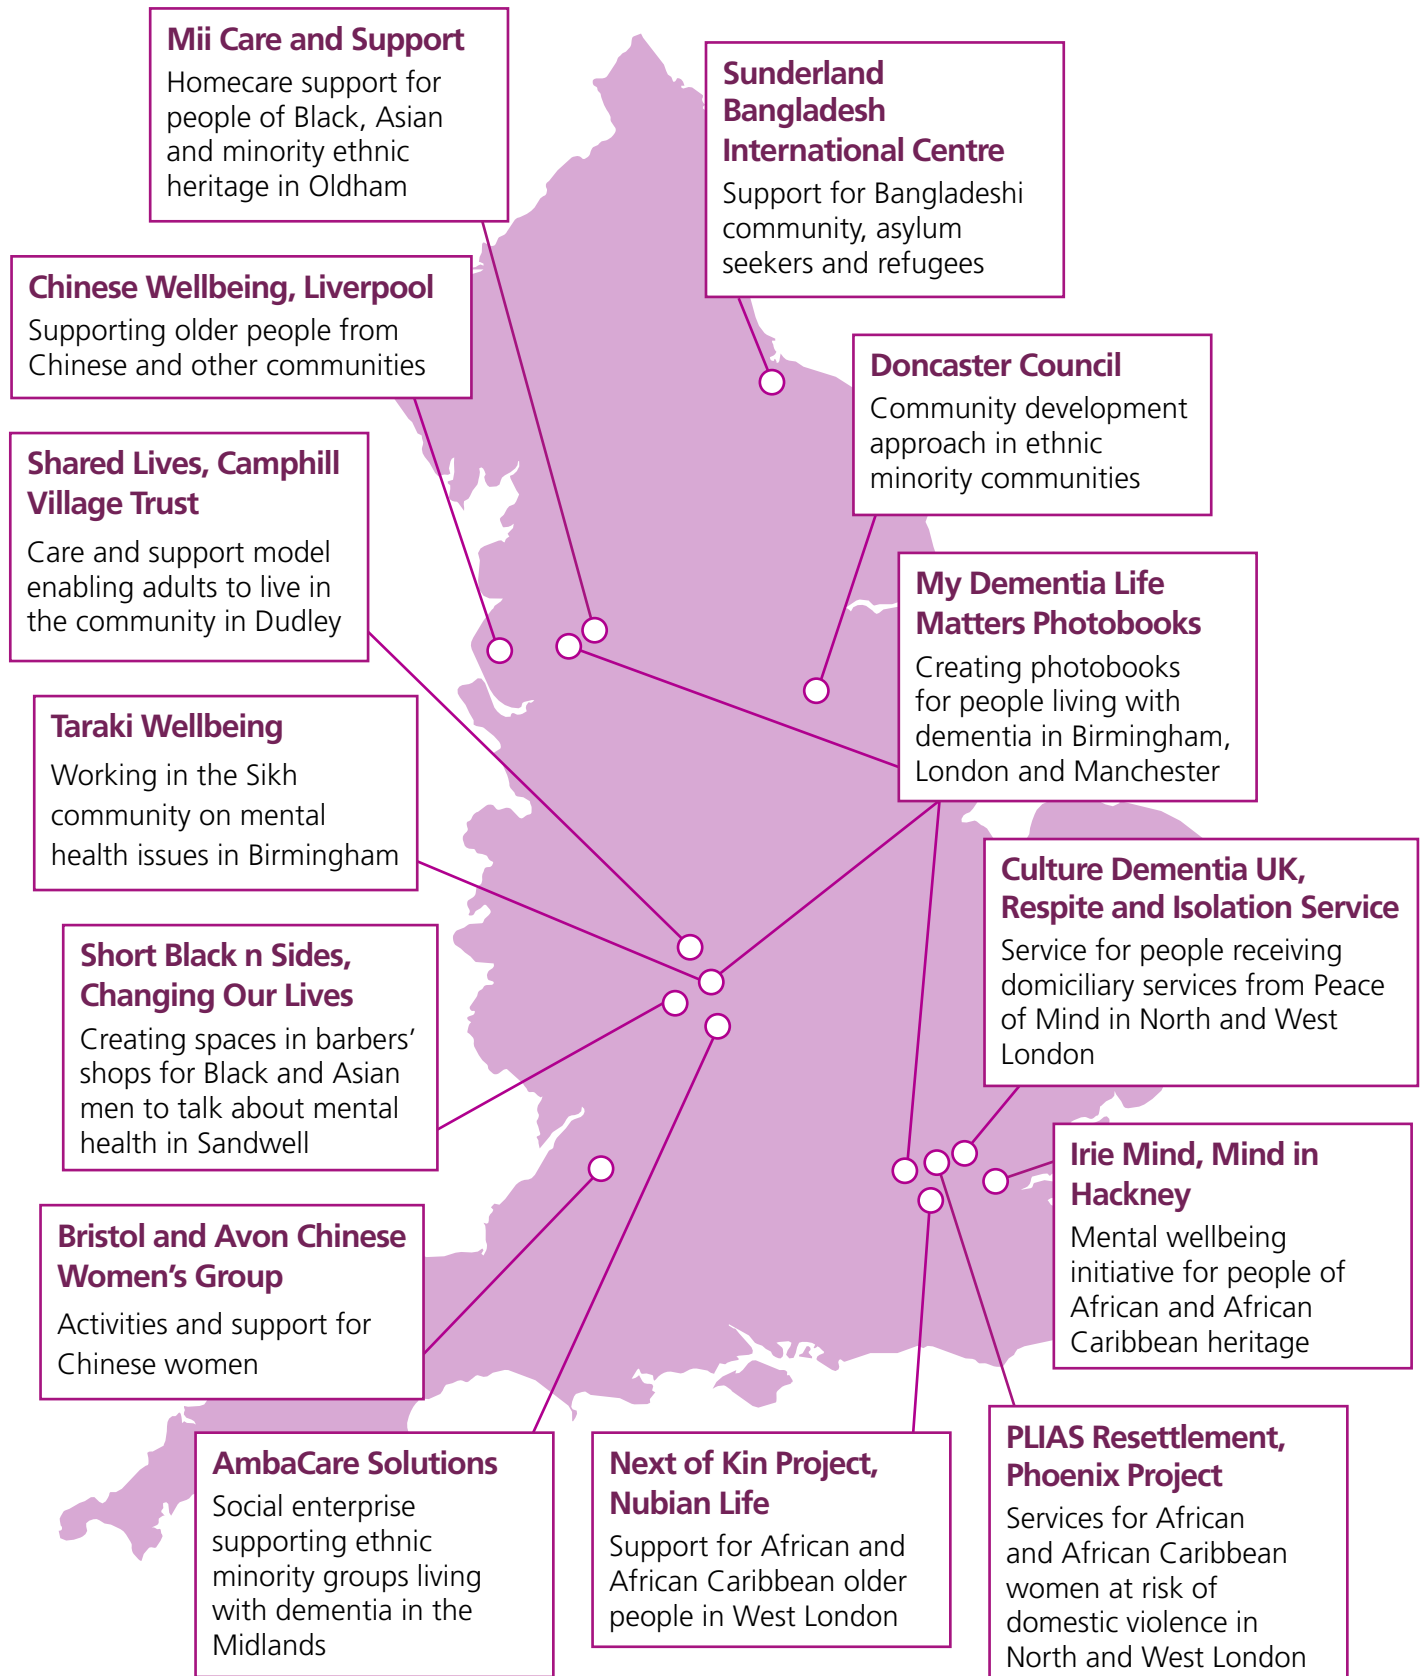 Mii Care and Support
Homecare support for
people of Black, Asian
and minority ethnic
heritage in Oldham
Sunderland
Bangladesh
International Centre
Support for Bangladeshi
community, asylum
seekers and refugees
Chinese Wellbeing, Liverpool
Supporting older people from
Chinese and other communities
Doncaster Council
Community development
approach in ethnic
minority communities
Shared Lives, Camphill
Village Trust
Care and support model
enabling adults to live in
the community in Dudley
My Dementia Life
Matters Photobooks
Creating photobooks
for people living with
dementia in Birmingham,
London and Manchester
Taraki Wellbeing
Working in the Sikh
community on mental
health issues in Birmingham
Culture Dementia UK,
Respite and Isolation Service
Service for people receiving
domiciliary services from Peace
of Mind in North and West
London
Short Black n Sides,
Changing Our Lives
Creating spaces in barbers’
shops for Black and Asian
men to talk about mental
health in Sandwell
Irie Mind, Mind in
Hackney
Mental wellbeing
initiative for people of
African and African
Caribbean heritage
Bristol and Avon Chinese
Women’s Group
Activities and support for
Chinese women
AmbaCare Solutions
Social enterprise
supporting ethnic
minority groups living
with dementia in the
Midlands
Next of Kin Project,
Nubian Life
Support for African and
African Caribbean older
people in West London
PLIAS Resettlement,
Phoenix Project
Services for African
and African Caribbean
women at risk of
domestic violence in
North and West London